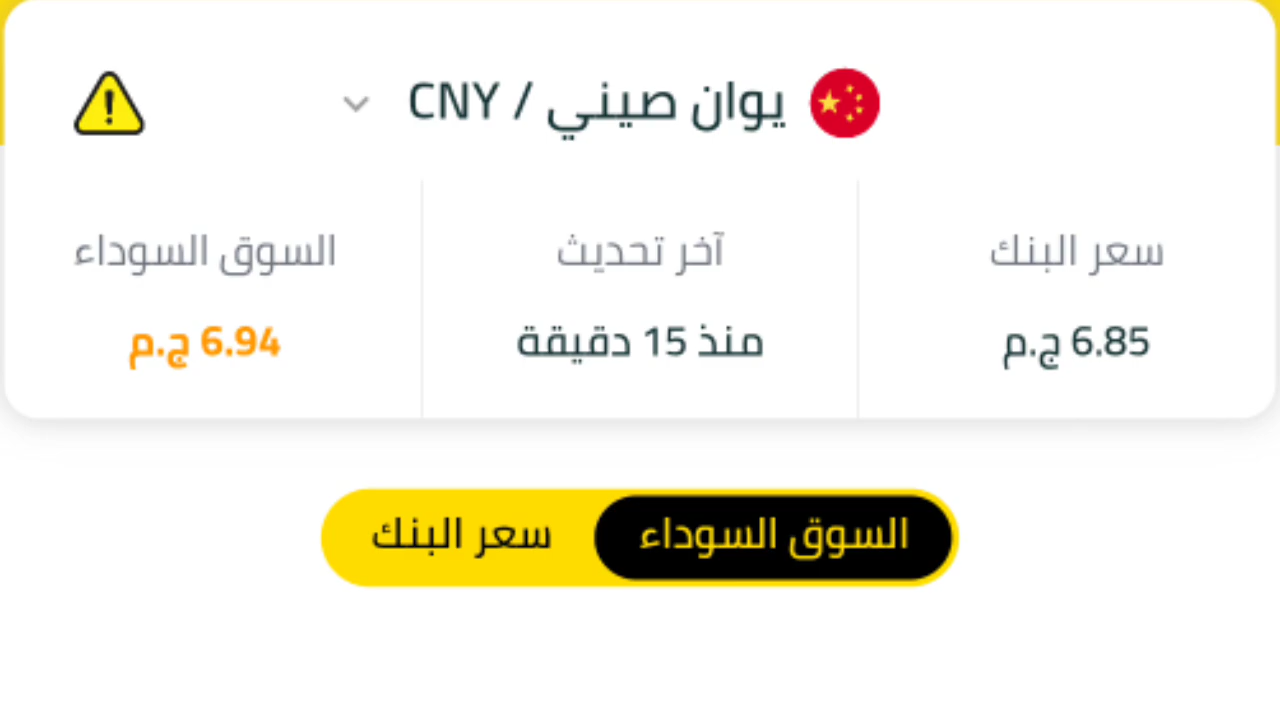 يوان صيني / CNY
سعر البنك
6.85 ج.م
آخر تحديث
منذ 15 دقيقة
السوق السوداء
6.94 ج.م
السوق السوداء
سعر البنك